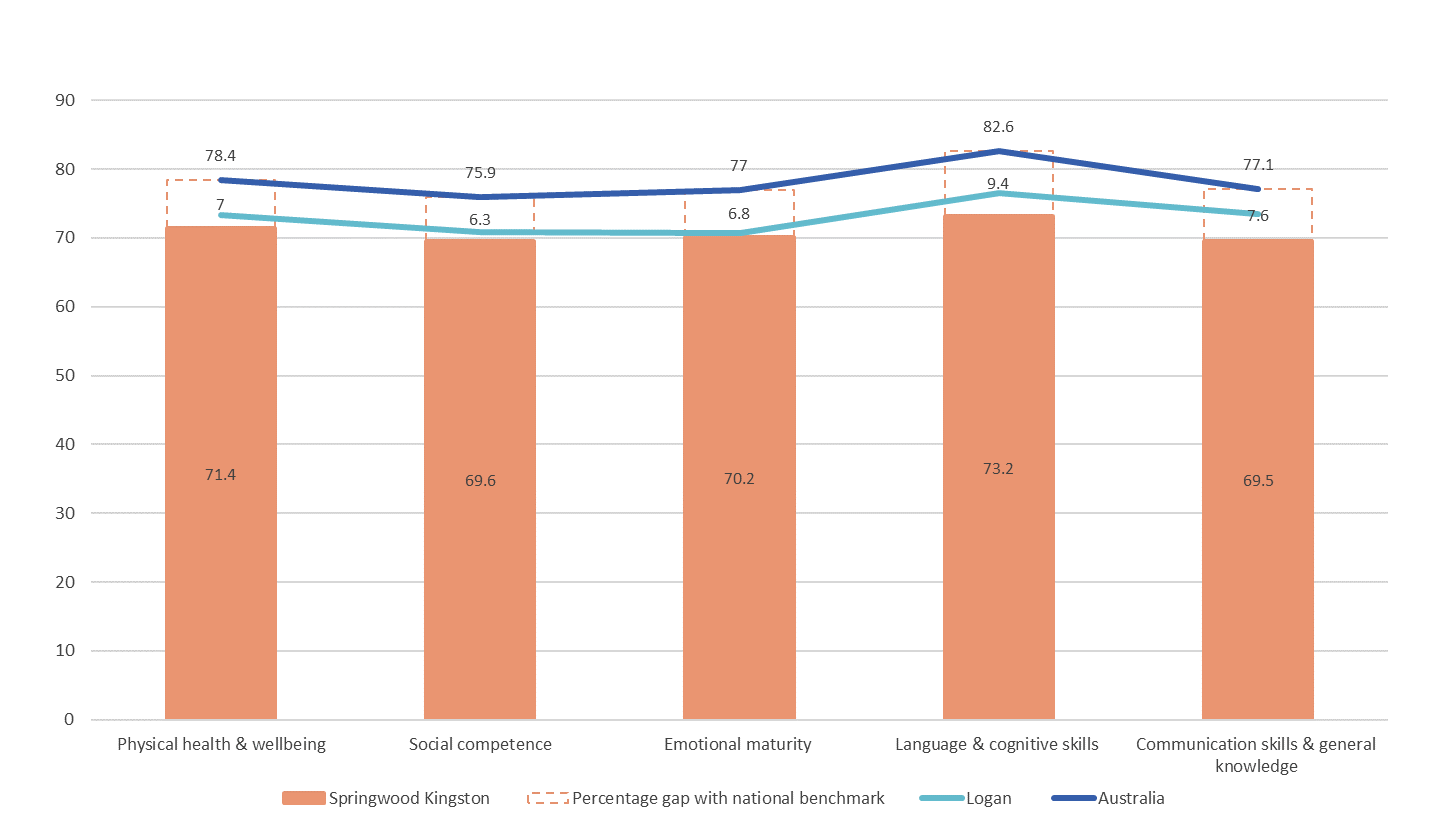 90
80
70
60
50
40
30
20
10
0
78.4
75.9
77
82.6
77.1
7
6.3
6.8
9.4
7.6
71.4
69.6
70.2
73.2
69.5
Physical health & wellbeing
Social competence
Emotional maturity
Language & cognitive skills
Communication skills & general
knowledge
Springwood Kingston
Percentage gap with national benchmark
Logan
Australia